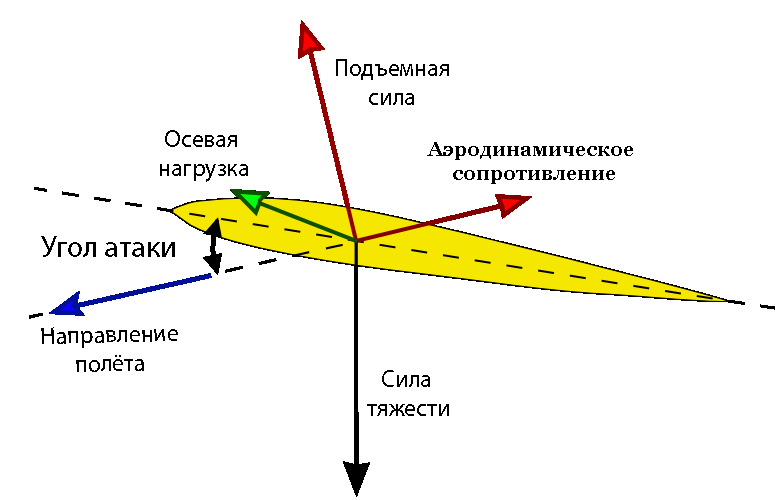 Подъемная
сила
Осевая
нагрузка
Аэродинамическое
сопротивление
Угол атаки
Направление
полёта
Сила
тяжести